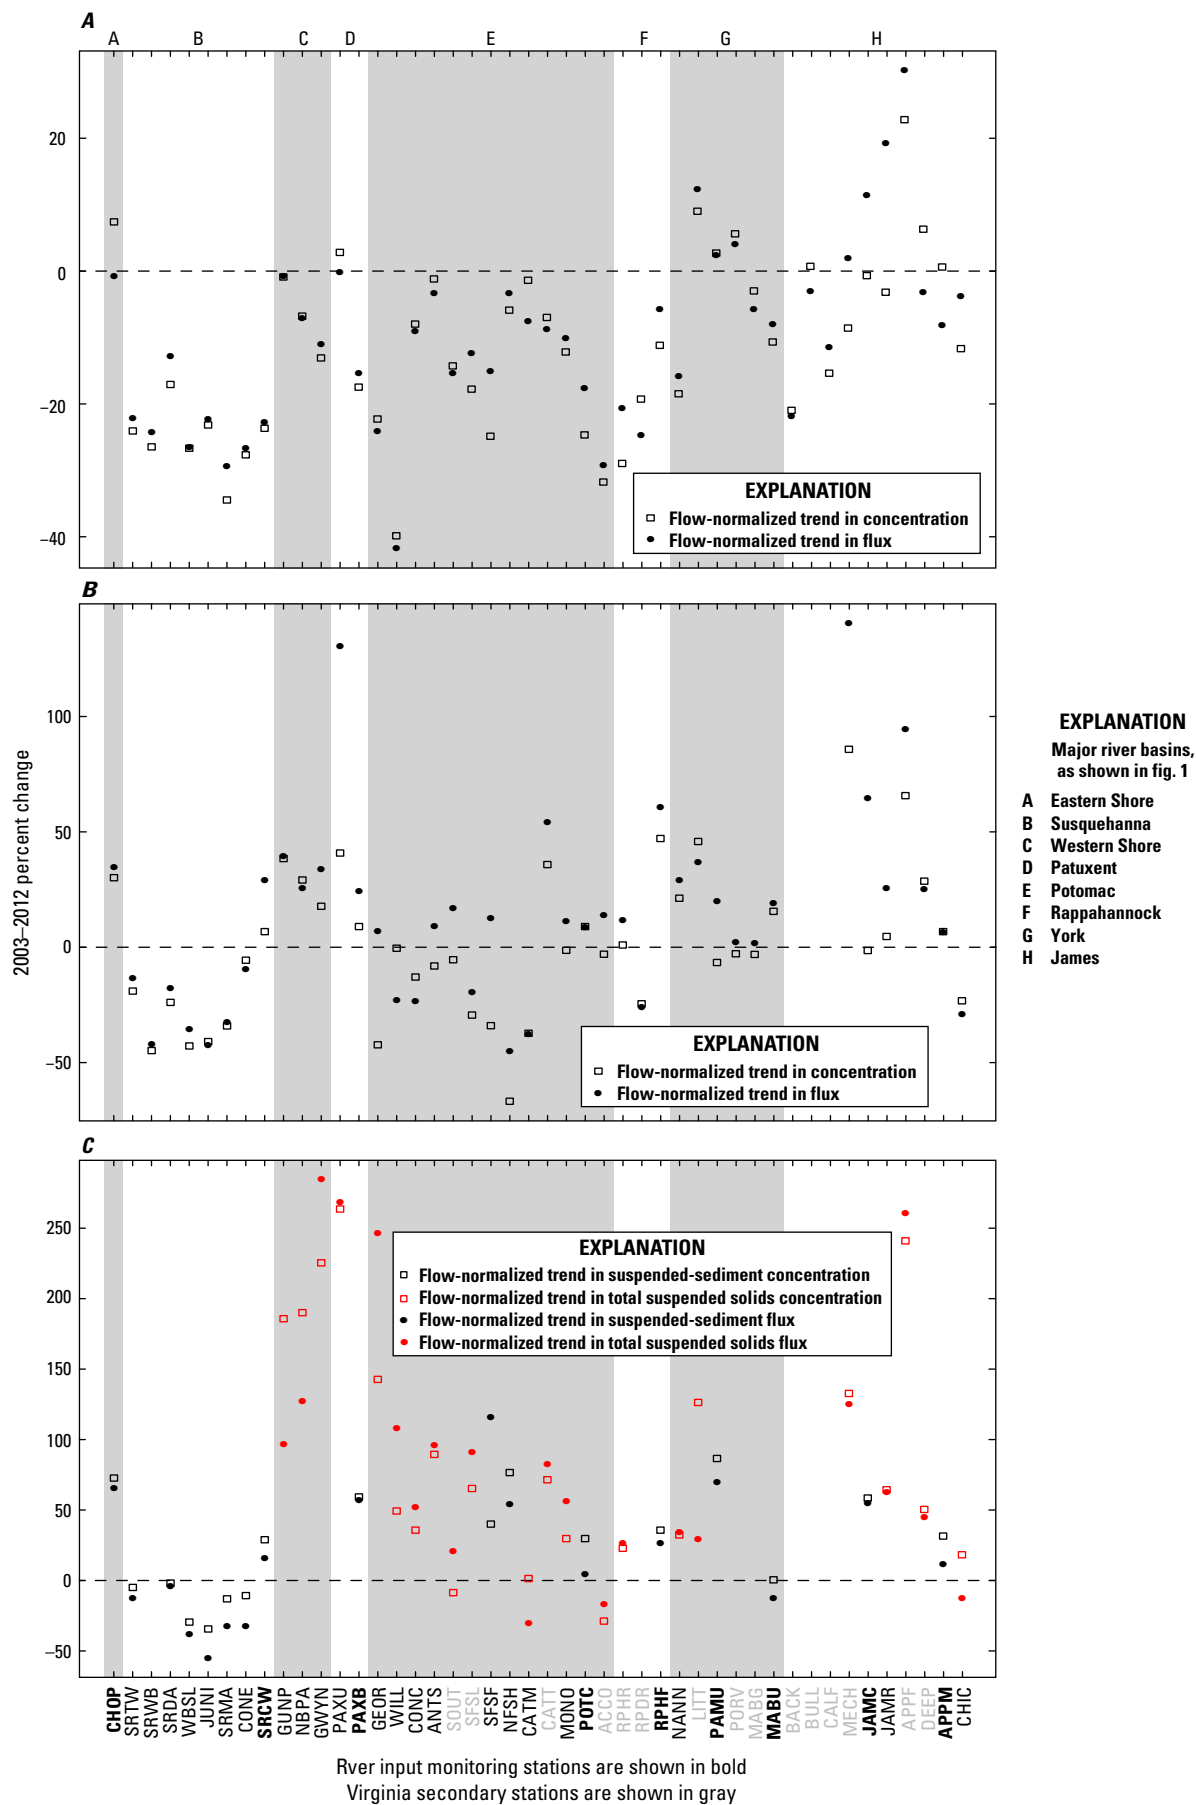 A
A B C D E F G H
20
0
−20
−40
EXPLANATION
Flow-normalized trend in concentration
Flow-normalized trend in flux
B
100
50
0
−50
EXPLANATION
Flow-normalized trend in concentration
Flow-normalized trend in flux
2003–2012 percent change
EXPLANATION
Major river basins,
as shown in fig. 1
A Eastern Shore
B Susquehanna
C Western Shore
D Patuxent
E Potomac
F Rappahannock
G York
H James
C
250
200
150
100
50
0
−50
EXPLANATION
Flow-normalized trend in suspended-sediment concentration
Flow-normalized trend in total suspended solids concentration
Flow-normalized trend in suspended-sediment flux
Flow-normalized trend in total suspended solids flux
CHOP
SRTW
SRWB
SRDA
WBSL
JUNI
SRMA
CONE
SRCW
GUNP
NBPA
GWYN
PAXU
PAXB
GEOR
WILL
CONC
ANTS
SOUT
SFSL
SFSF
NFSH
CATM
CATT
MONO
POTC
ACCO
RPHR
RPDR
RPHF
NANN
LITT
PAMU
PORV
MABG
MABU
BACK
BULL
CALF
MECH
JAMC
JAMR
APPF
DEEP
APPM
CHIC
Rver input monitoring stations are shown in bold
Virginia secondary stations are shown in gray